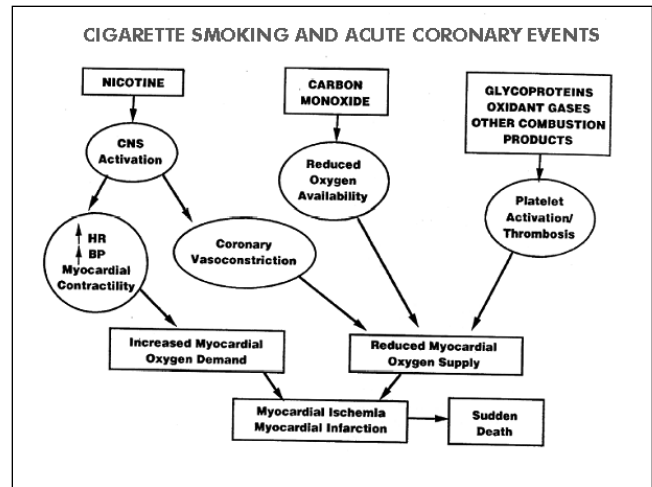 CIGARETTE SMOKING AND ACUTE CORONARY EVENTS
NICOTINE
CARBON
MONOXIDE
GLYCOPROTEINS
OXIDANT GASES
OTHER COMBUSTION
PRODUCTS
CNS
Activation
Reduced
Oxygen
Availability
Platelet
Activation/
Thrombosis
HR
BP
Myocardial
Contractility
Coronary
Vasoconstriction
Increased Myocardial
Oxygen Demand
Reduced Myocardial
Oxygen Supply
Myocardial Ischemia
Myocardial Infarction
Sudden
Death